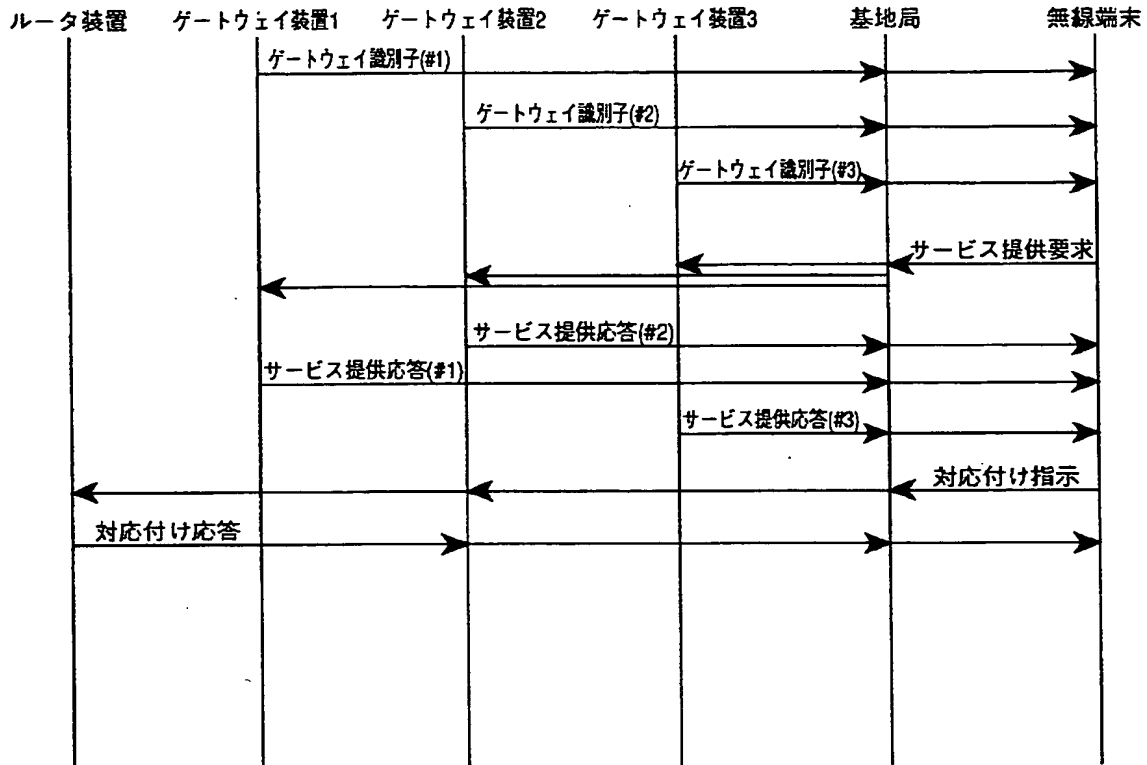 ルータ装置
ゲートウェイ装置1
ゲートウェイ装置2
ゲートウェイ装置3
基地局
無線端末
ゲートウェイ識別子(#1)
ゲートウェイ識別子(#2)
ゲートウェイ識別子(#3)
サービス提供要求
サービス提供応答(#2)
サービス提供応答(#1)
サービス提供応答(#3)
対応付け指示
対応付け応答